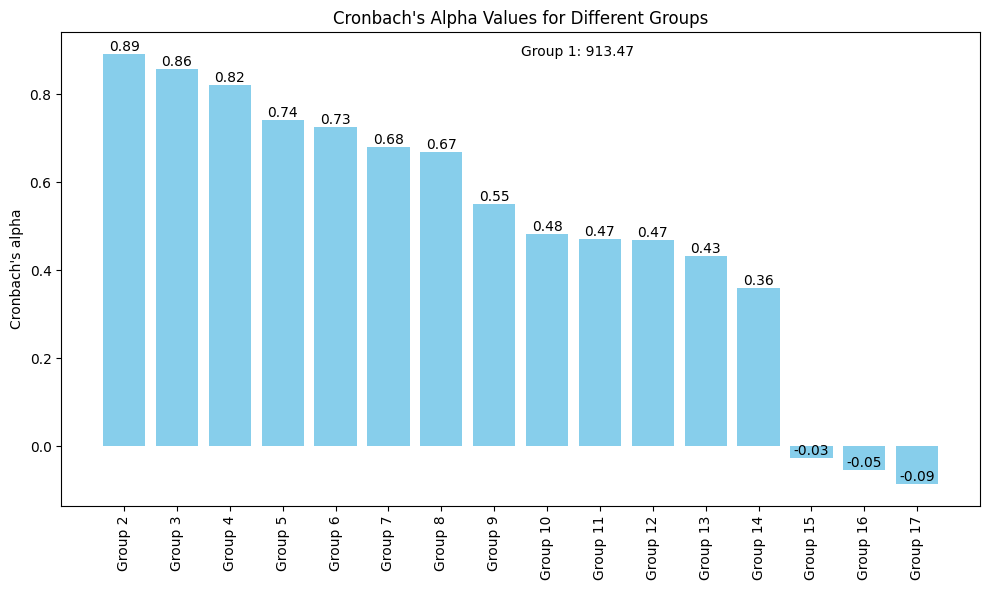 Cronbach's Alpha Values for Different Groups
Group 1: 913.47
Cronbach's alpha
0.8
0.6
0.4
0.2
0.0
0.89
0.86
0.82
0.74
0.73
0.68
0.67
0.55
0.48
0.47
0.47
0.43
0.36
-0.03
-0.05
-0.09
Group 2
Group 3
Group 4
Group 5
Group 6
Group 7
Group 8
Group 9
Group 10
Group 11
Group 12
Group 13
Group 14
Group 15
Group 16
Group 17